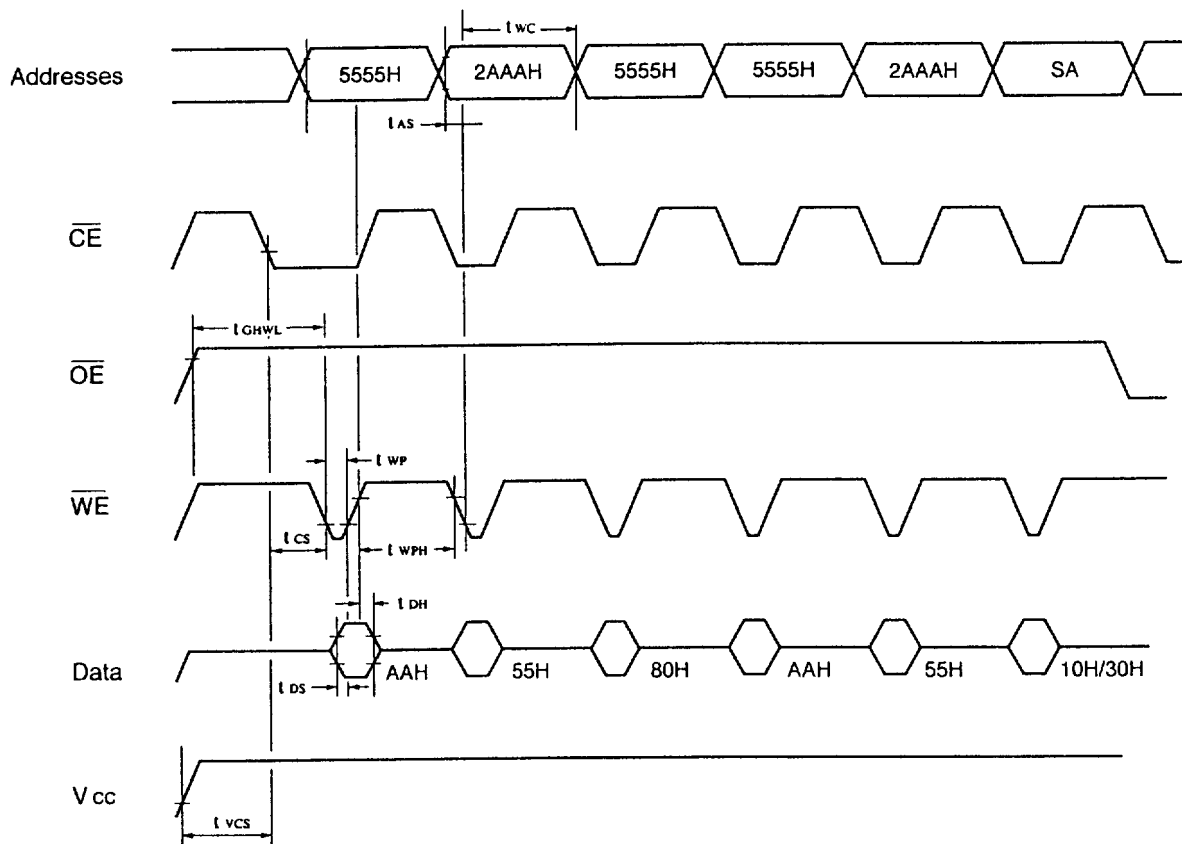 t WC
Addresses 5555H 2AAAH 5555H 5555H 2AAAH SA
t AS
CE
t GHWL
OE
t WP
WE
t CS t WPH
t DH
Data AAH 55H 80H AAH 55H 10H/30H
t DS
V cc
t VCS